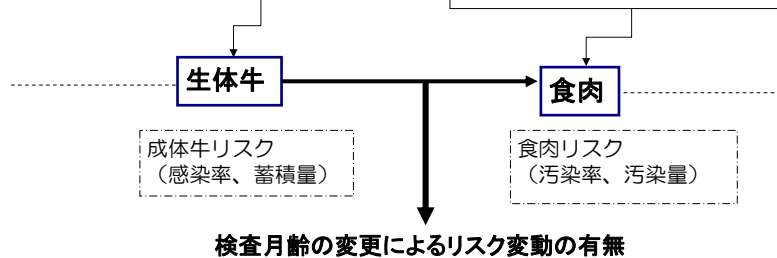 生体牛
食肉
成体牛リスク
（感染率、蓄積量）
食肉リスク
（汚染率、汚染量）
検査月齢の変更によるリスク変動の有無